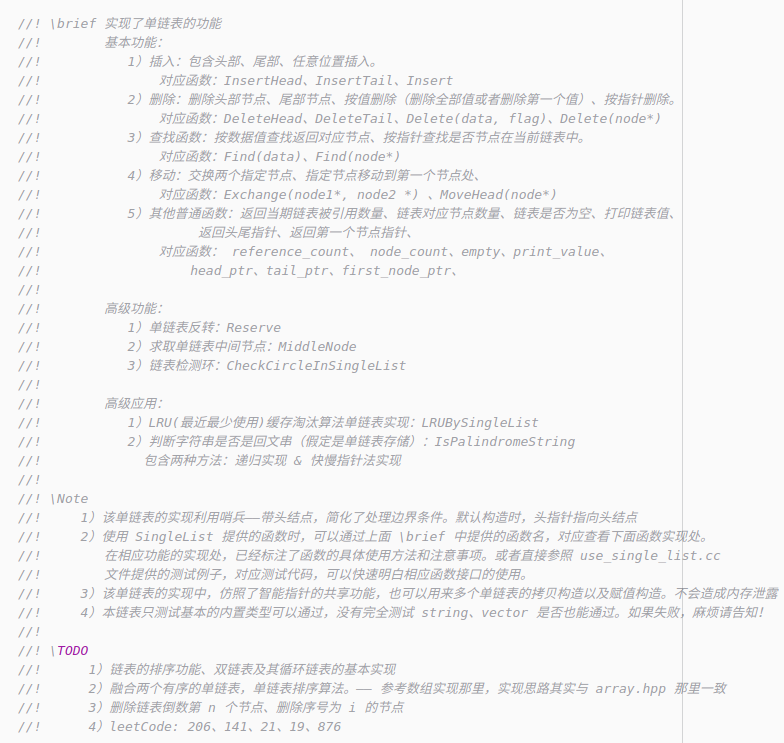 //! \brief 实现了单链表的功能
//!        基本功能：
//!           1）插入：包含头部、尾部、任意位置插入。
//!               对应函数：InsertHead、InsertTail、Insert
//!           2）删除：删除头部节点、尾部节点、按值删除（删除全部值或者删除第一个值）、按指针删除。
//!               对应函数：DeleteHead、DeleteTail、Delete(data, flag)、Delete(node*)
//!           3）查找函数：按数据值查找返回对应节点、按指针查找是否节点在当前链表中。
//!               对应函数：Find(data)、Find(node*)
//!           4）移动：交换两个指定节点、指定节点移动到第一个节点处、
//!               对应函数：Exchange(node1*, node2 *) 、MoveHead(node*)
//!           5）其他普通函数：返回当期链表被引用数量、链表对应节点数量、链表是否为空、打印链表值、
//!                    返回头尾指针、返回第一个节点指针、
//!               对应函数： reference_count、 node_count、empty、print_value、
//!                   head_ptr、tail_ptr、first_node_ptr、
//!
//!        高级功能：
//!           1）单链表反转：Reserve
//!           2）求取单链表中间节点：MiddleNode
//!           3）链表检测环：CheckCircleInSingleList
//!
//!        高级应用：
//!           1）LRU(最近最少使用)缓存淘汰算法单链表实现：LRUBySingleList
//!           2）判断字符串是否是回文串（假定是单链表存储）：IsPalindromeString
//!             包含两种方法：递归实现 & 快慢指针法实现
//!
//! \Note
//!     1）该单链表的实现利用哨兵——带头结点，简化了处理边界条件。默认构造时，头指针指向头结点
//!     2）使用 SingleList 提供的函数时，可以通过上面 \brief 中提供的函数名，对应查看下面函数实现处。
//!        在相应功能的实现处，已经标注了函数的具体使用方法和注意事项。或者直接参照 use_single_list.cc
//!        文件提供的测试例子，对应测试代码，可以快速明白相应函数接口的使用。
//!     3）该单链表的实现中，仿照了智能指针的共享功能，也可以用来多个单链表的拷贝构造以及赋值构造。不会造成内存泄露
//!     4）本链表只测试基本的内置类型可以通过，没有完全测试 string、vector 是否也能通过。如果失败，麻烦请告知！
//!
//! \TODO
//!      1）链表的排序功能、双链表及其循环链表的基本实现
//!      2）融合两个有序的单链表，单链表排序算法。—— 参考数组实现那里，实现思路其实与 array.hpp 那里一致
//!      3）删除链表倒数第 n 个节点、删除序号为 i 的节点
//!      4）leetCode: 206、141、21、19、876